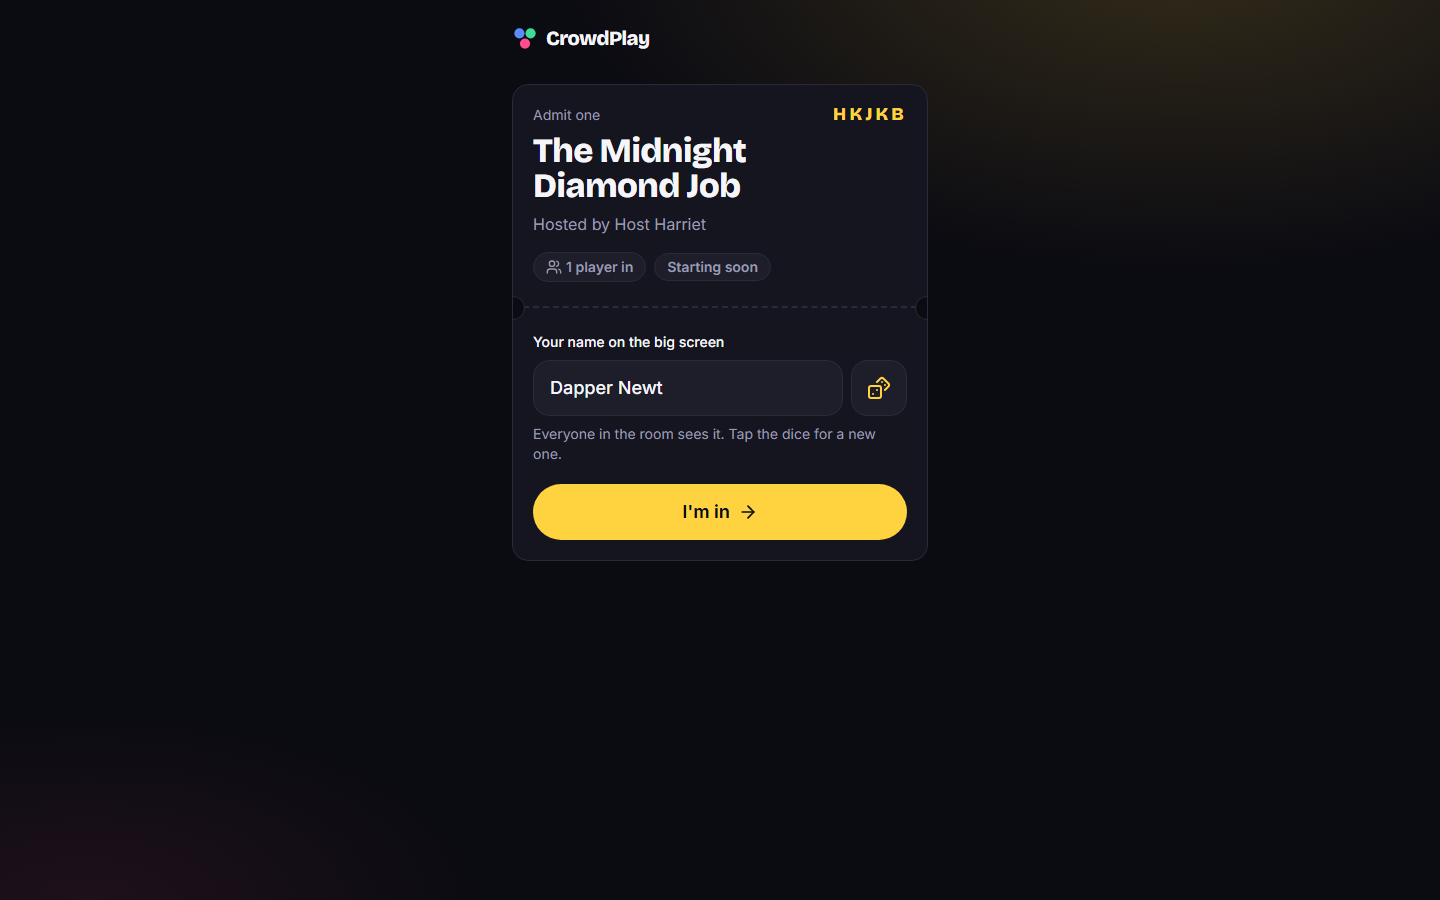 CrowdPlay
Admit one
HKJKB
The Midnight
Diamond Job
Hosted by Host Harriet
1 player in
Starting soon
Your name on the big screen
Dapper Newt
Everyone in the room sees it. Tap the dice for a new
one.
I'm in →